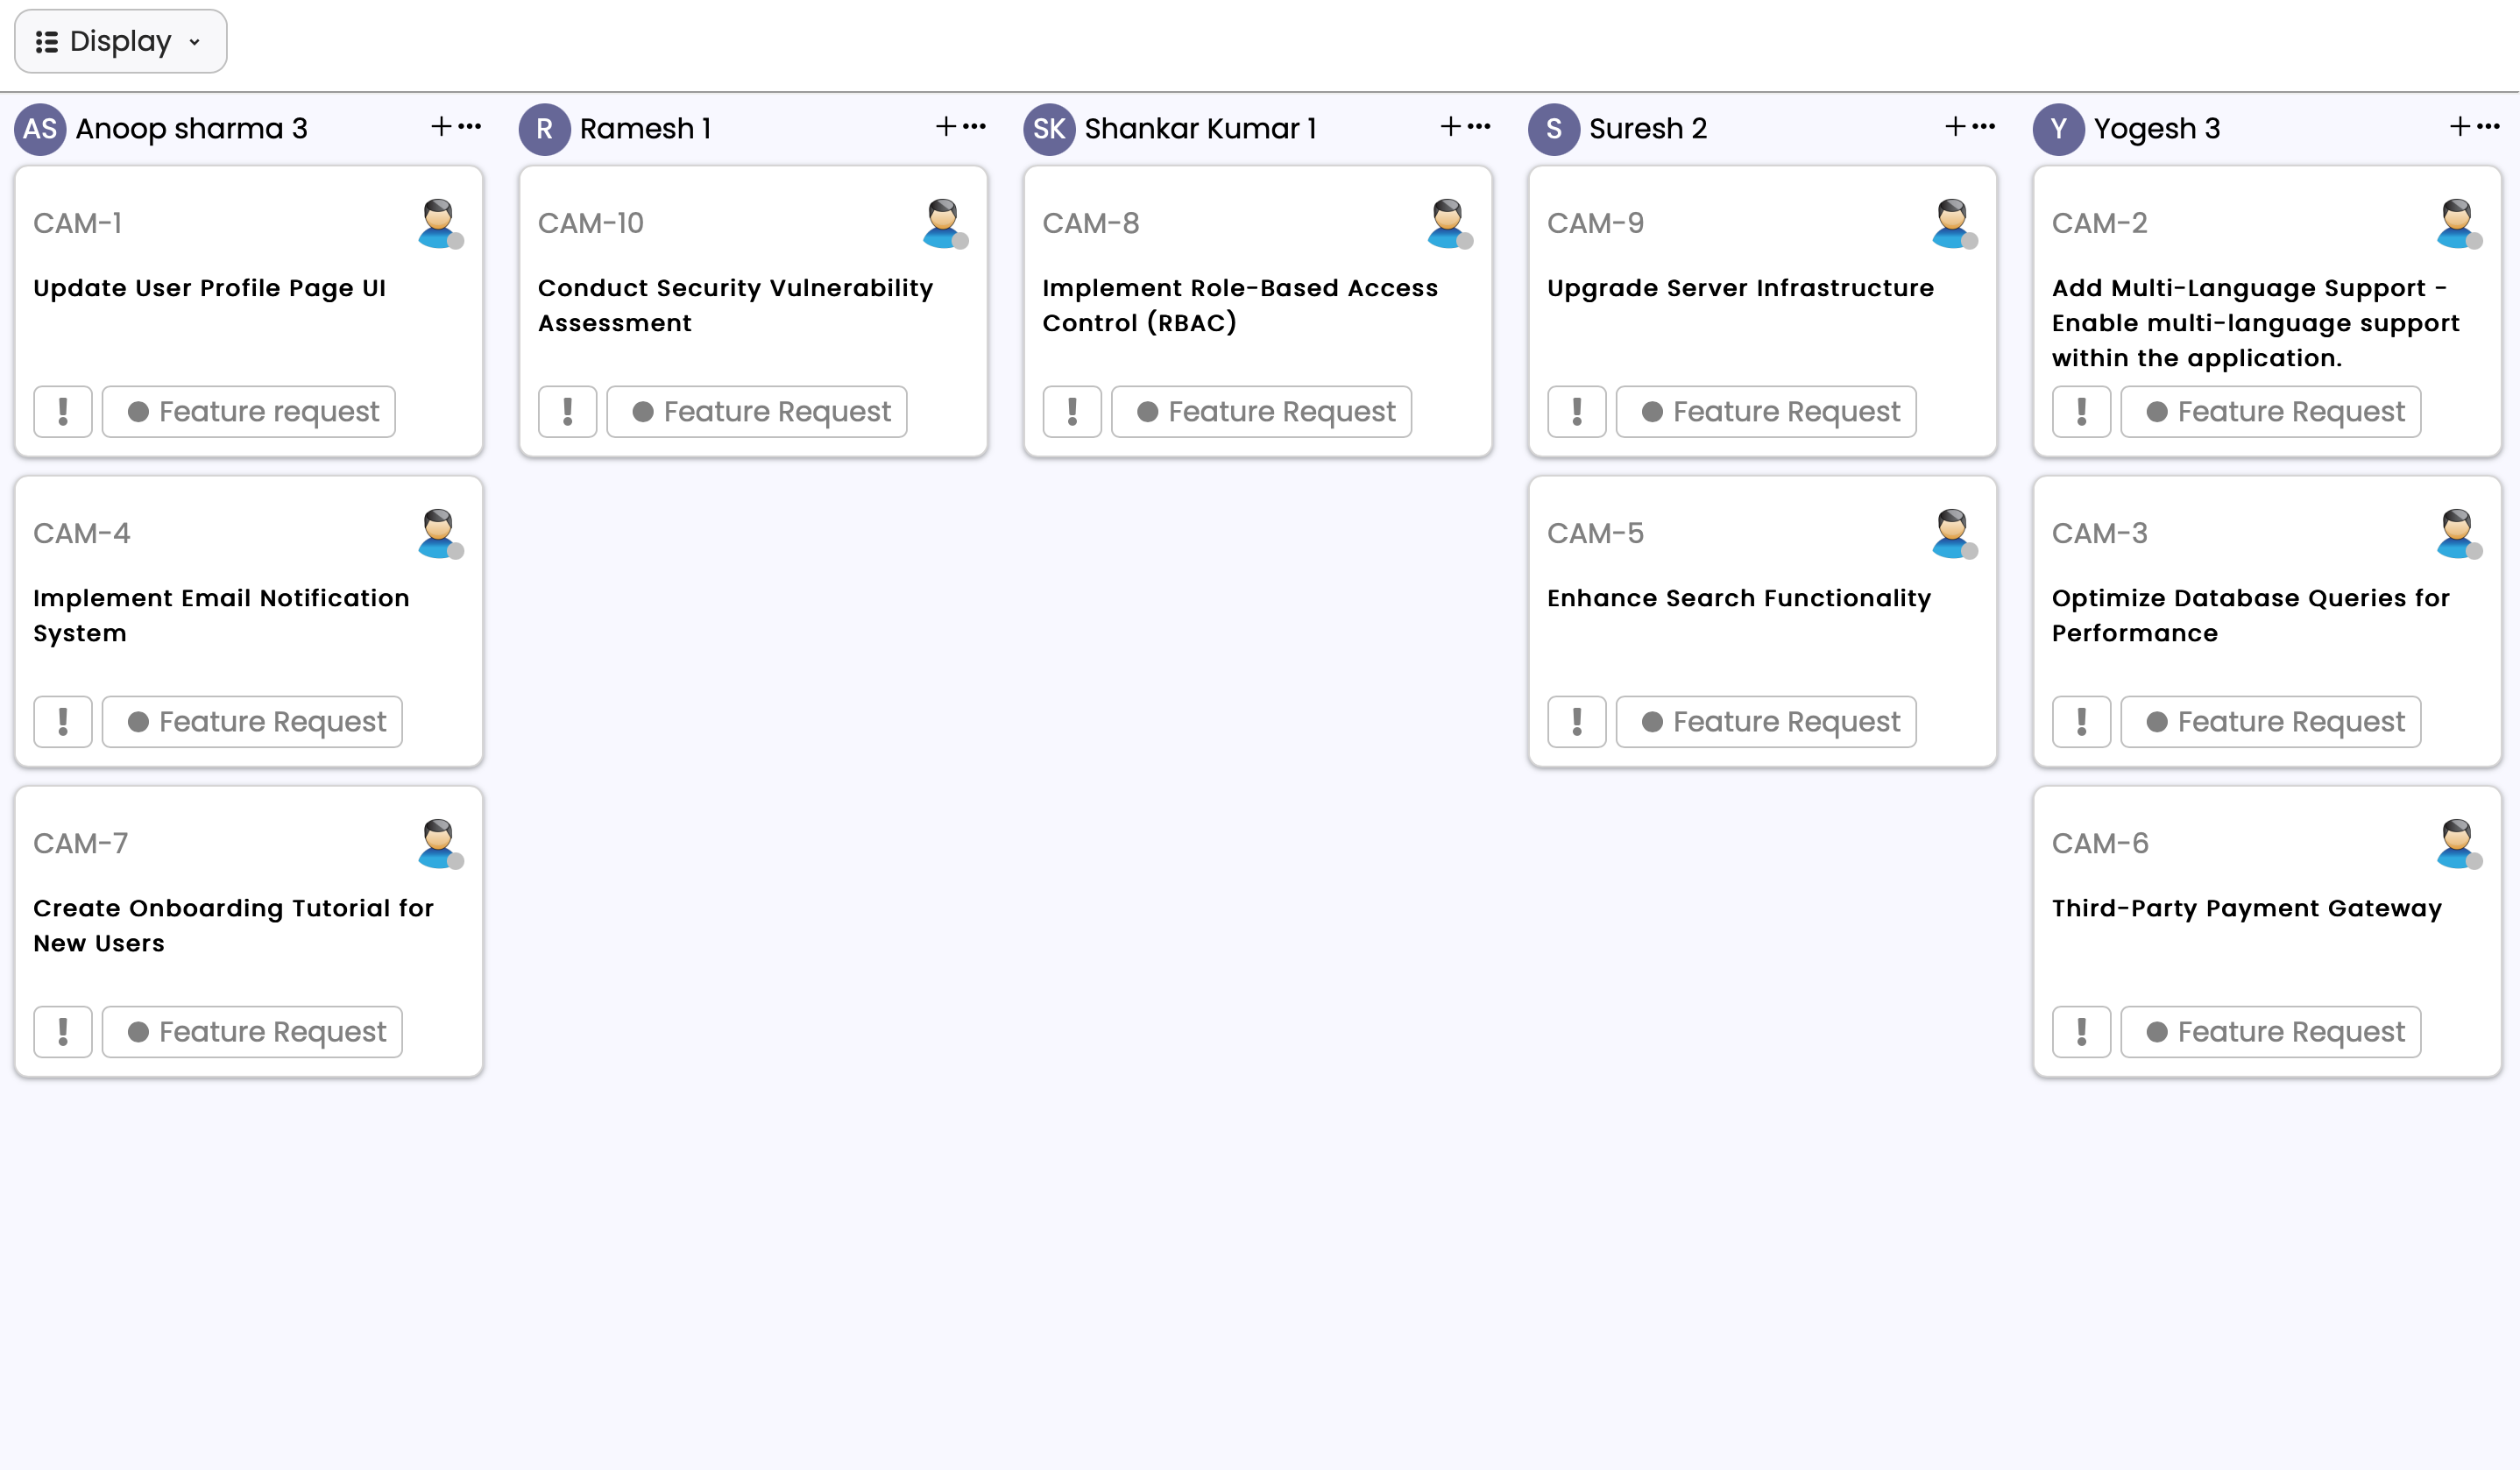 Display
AS Anoop sharma 3
CAM-1
Update User Profile Page UI
! Feature request
CAM-4
Implement Email Notification
System
! Feature Request
CAM-7
Create Onboarding Tutorial for
New Users
! Feature Request
R Ramesh 1
CAM-10
Conduct Security Vulnerability
Assessment
! Feature Request
SK Shankar Kumar 1
CAM-8
Implement Role-Based Access
Control (RBAC)
! Feature Request
S Suresh 2
CAM-9
Upgrade Server Infrastructure
! Feature Request
CAM-5
Enhance Search Functionality
! Feature Request
Y Yogesh 3
CAM-2
Add Multi-Language Support -
Enable multi-language support
within the application.
! Feature Request
CAM-3
Optimize Database Queries for
Performance
! Feature Request
CAM-6
Third-Party Payment Gateway
! Feature Request